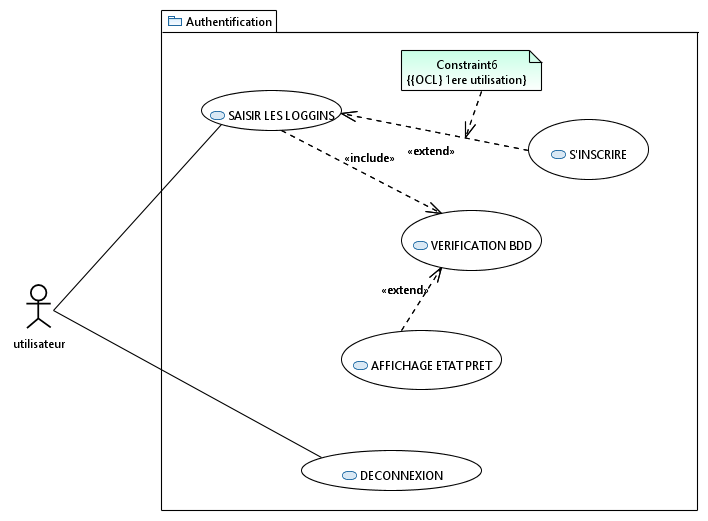 Authentification
Constraint6
{{OCL} 1ere utilisation}
SAISIR LES LOGGINS
«extend»
S'INSCRIRE
«include»
VERIFICATION BDD
«extend»
utilisateur
AFFICHAGE ETAT PRET
DECONNEXION